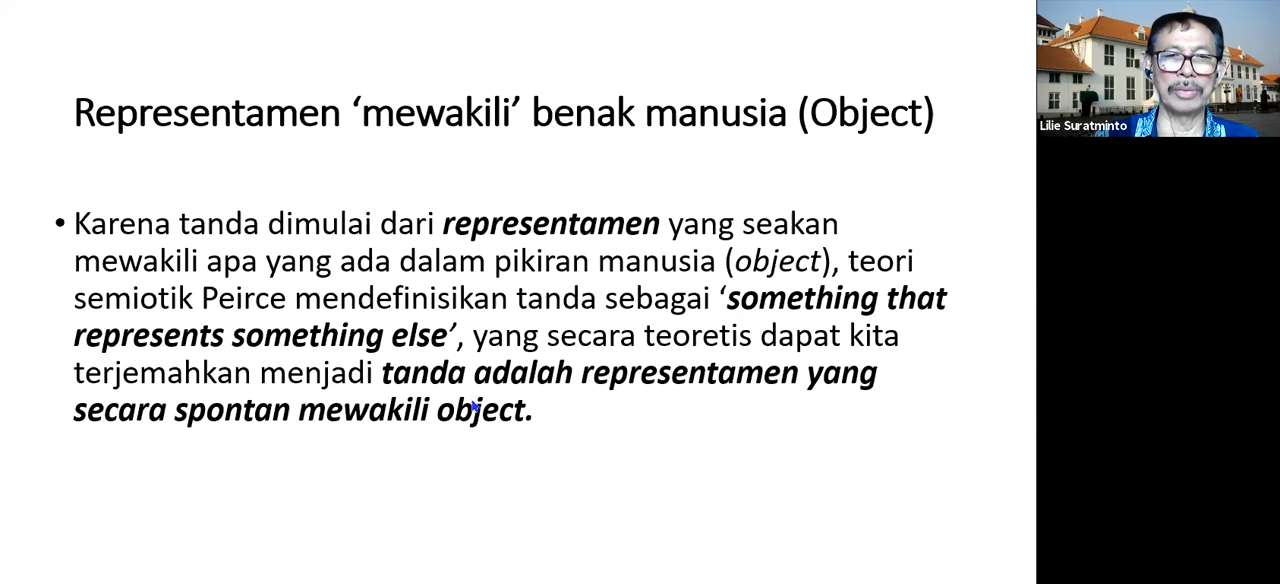 Representamen ‘mewakili’ benak manusia (Object)
• Karena tanda dimulai dari representamen yang seakan
mewakili apa yang ada dalam pikiran manusia (object), teori
semiotik Peirce mendefinisikan tanda sebagai ‘something that
represents something else’, yang secara teoretis dapat kita
terjemahkan menjadi tanda adalah representamen yang
secara spontan mewakili object.
Lilie Suratminto